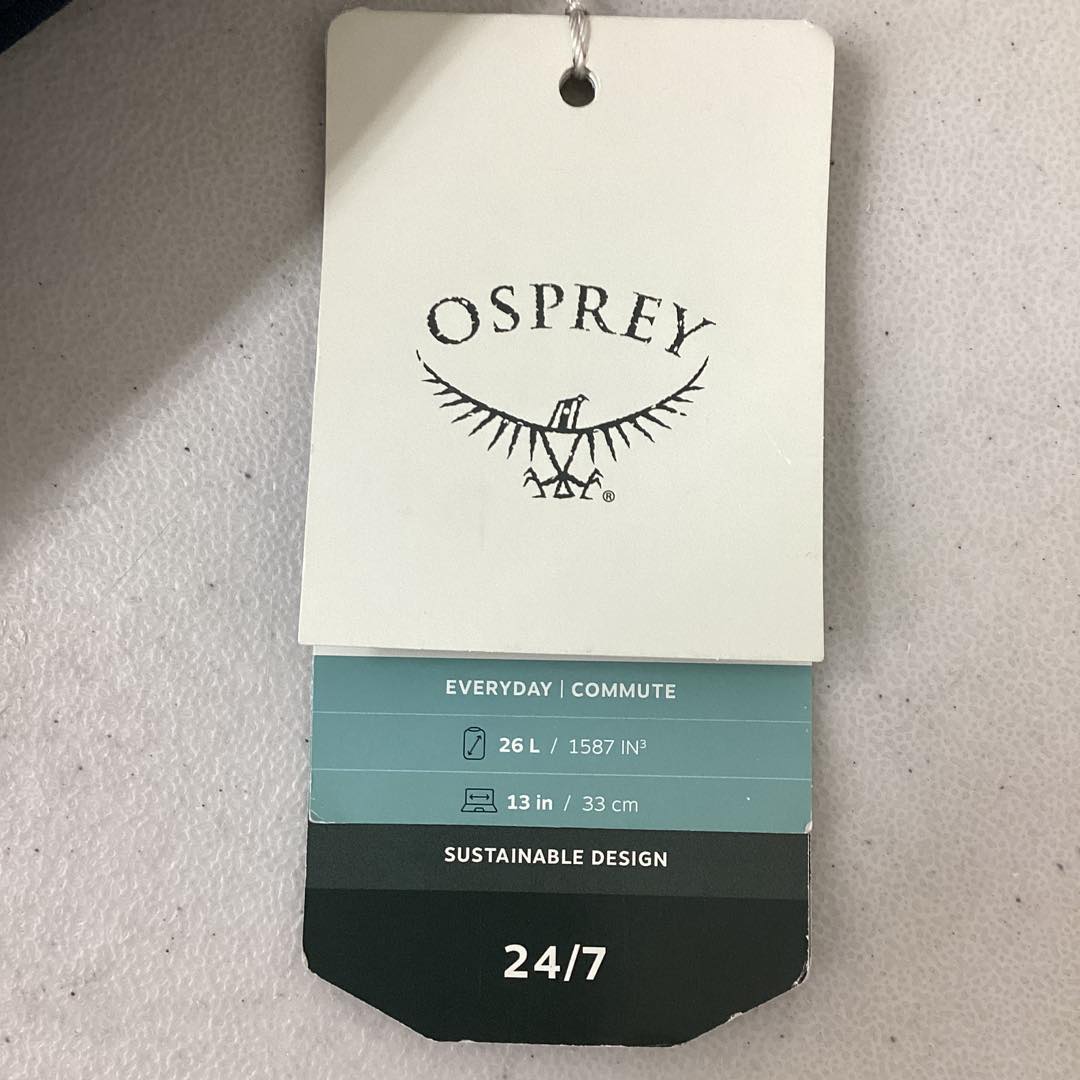 OSPREY
®
EVERYDAY | COMMUTE
26 L / 1587 IN³
13 in / 33 cm
SUSTAINABLE DESIGN
24/7